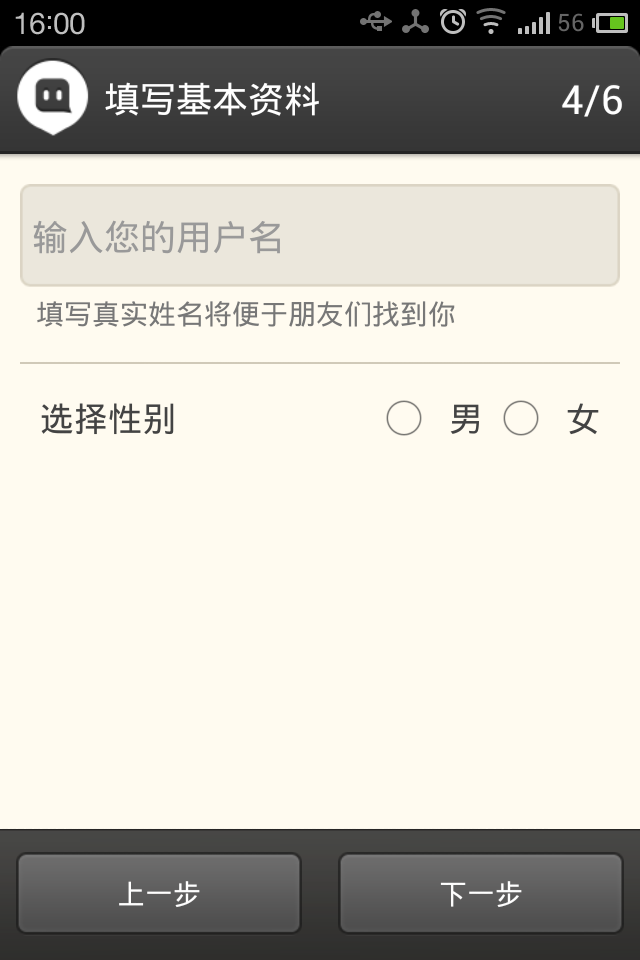 16:00 56
填写基本资料 4/6
输入您的用户名
填写真实姓名将便于朋友们找到你
选择性别 男 女
上一步 下一步